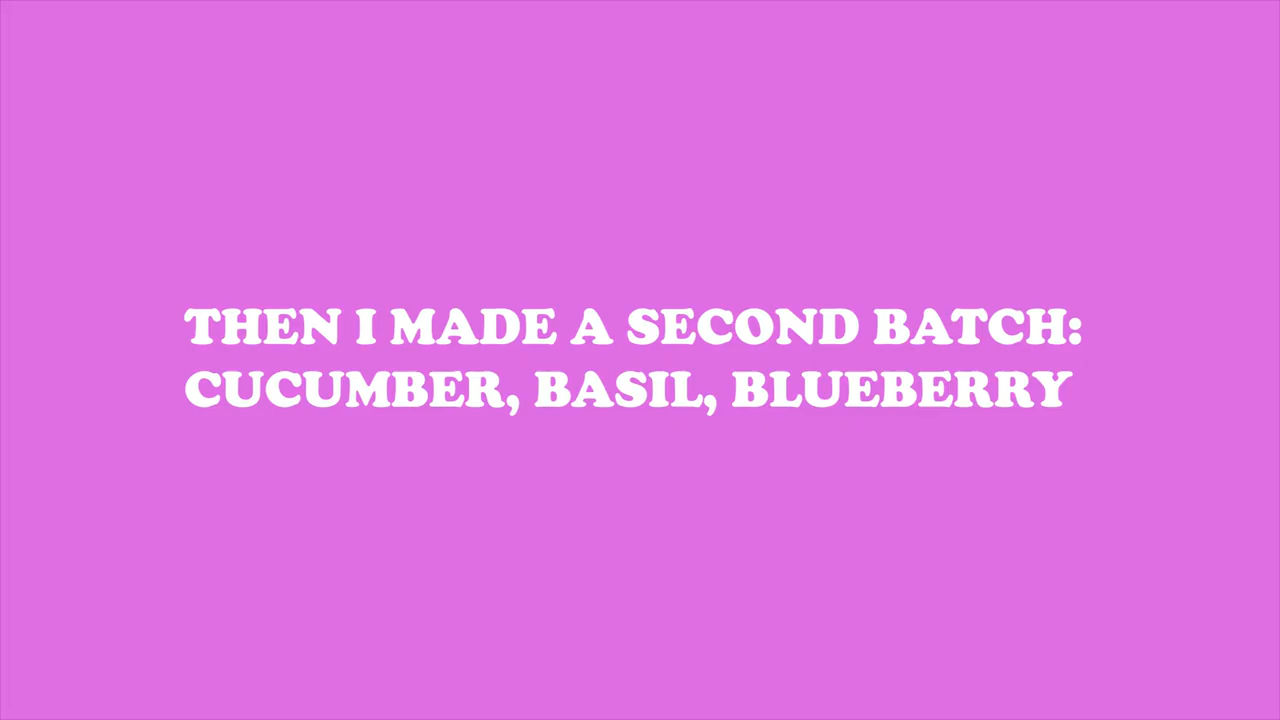 THEN I MADE A SECOND BATCH:
CUCUMBER, BASIL, BLUEBERRY